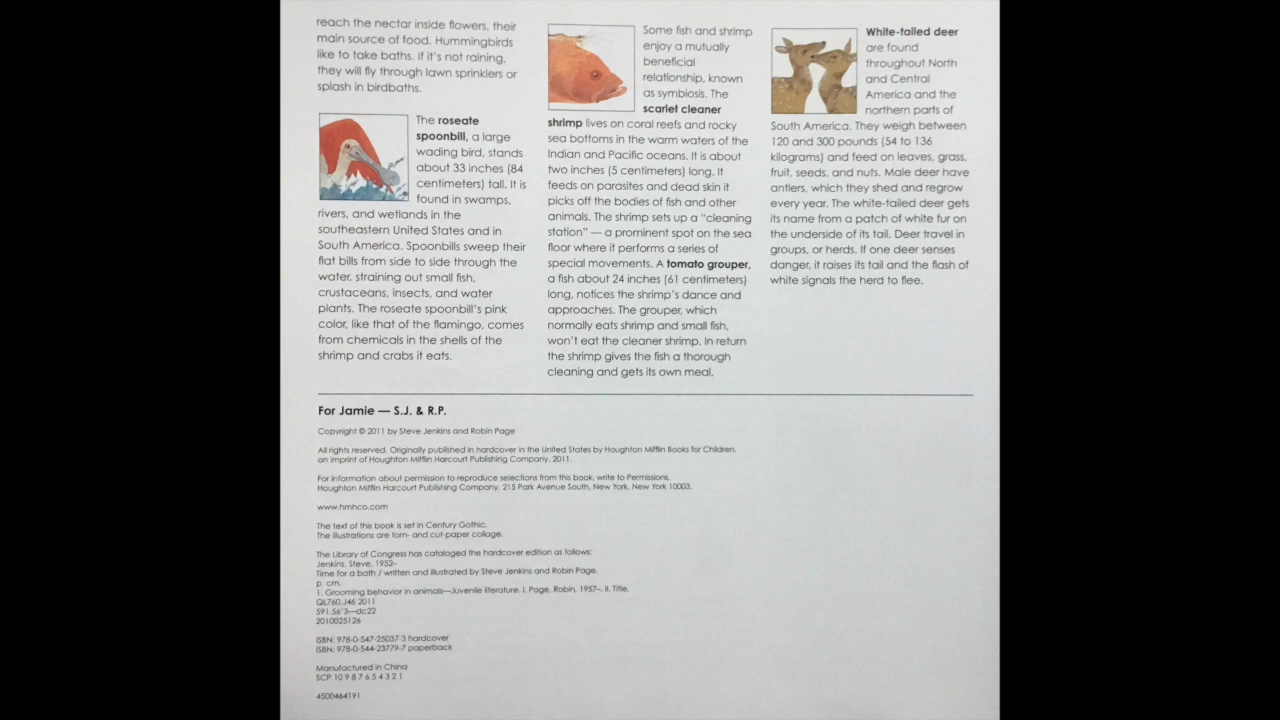 reach the nectar inside flowers, their
main source of food. Hummingbirds
like to take baths. If it's not raining,
they will fly through lawn sprinklers or
splash in birdbaths.
The roseate
spoonbill, a large
wading bird, stands
about 33 inches (84
centimeters) tall. It is
found in swamps,
rivers, and wetlands in the
southeastern United States and in
South America. Spoonbills sweep their
flat bills from side to side through the
water, straining out small fish,
crustaceans, insects, and water
plants. The roseate spoonbill's pink
color, like that of the flamingo, comes
from chemicals in the shells of the
shrimp and crabs it eats.
Some fish and shrimp
enjoy a mutually
beneficial
relationship, known
as symbiosis. The
scarlet cleaner
shrimp lives on coral reefs and rocky
sea bottoms in the warm waters of the
Indian and Pacific oceans. It is about
two inches (5 centimeters) long. It
feeds on parasites and dead skin it
picks off the bodies of fish and other
animals. The shrimp sets up a "cleaning
station" — a prominent spot on the sea
floor where it performs a series of
special movements. A tomato grouper,
a fish about 24 inches (61 centimeters)
long, notices the shrimp's dance and
approaches. The grouper, which
normally eats shrimp and small fish,
won't eat the cleaner shrimp. In return
the shrimp gives the fish a thorough
cleaning and gets its own meal.
White-tailed deer
are found
throughout North
and Central
America and the
northern parts of
South America. They weigh between
120 and 300 pounds (54 to 136
kilograms) and feed on leaves, grass,
fruit, seeds, and nuts. Male deer have
antlers, which they shed and regrow
every year. The white-tailed deer gets
its name from a patch of white fur on
the underside of its tail. Deer travel in
groups, or herds. If one deer senses
danger, it raises its tail and the flash of
white signals the herd to flee.
For Jamie — S.J. & R.P.
Copyright © 2011 by Steve Jenkins and Robin Page
All rights reserved. Originally published in hardcover in the United States by Houghton Mifflin Books for Children,
an imprint of Houghton Mifflin Harcourt Publishing Company, 2011.
For information about permission to reproduce selections from this book, write to Permissions,
Houghton Mifflin Harcourt Publishing Company, 215 Park Avenue South, New York, New York 10003.
www.hmhco.com
The text of this book is set in Century Gothic.
The illustrations are torn- and cut-paper collage.
The Library of Congress has cataloged the hardcover edition as follows:
Jenkins, Steve, 1952–
Time for a bath / written and illustrated by Steve Jenkins and Robin Page.
p. cm.
1. Grooming behavior in animals—Juvenile literature. I. Page, Robin, 1957–. II. Title.
QL760.J46 2011
591.56'3—dc22
2010025126
ISBN: 978-0-547-25037-3 hardcover
ISBN: 978-0-544-23779-7 paperback
Manufactured in China
SCP 10 9 8 7 6 5 4 3 2 1
4500464191